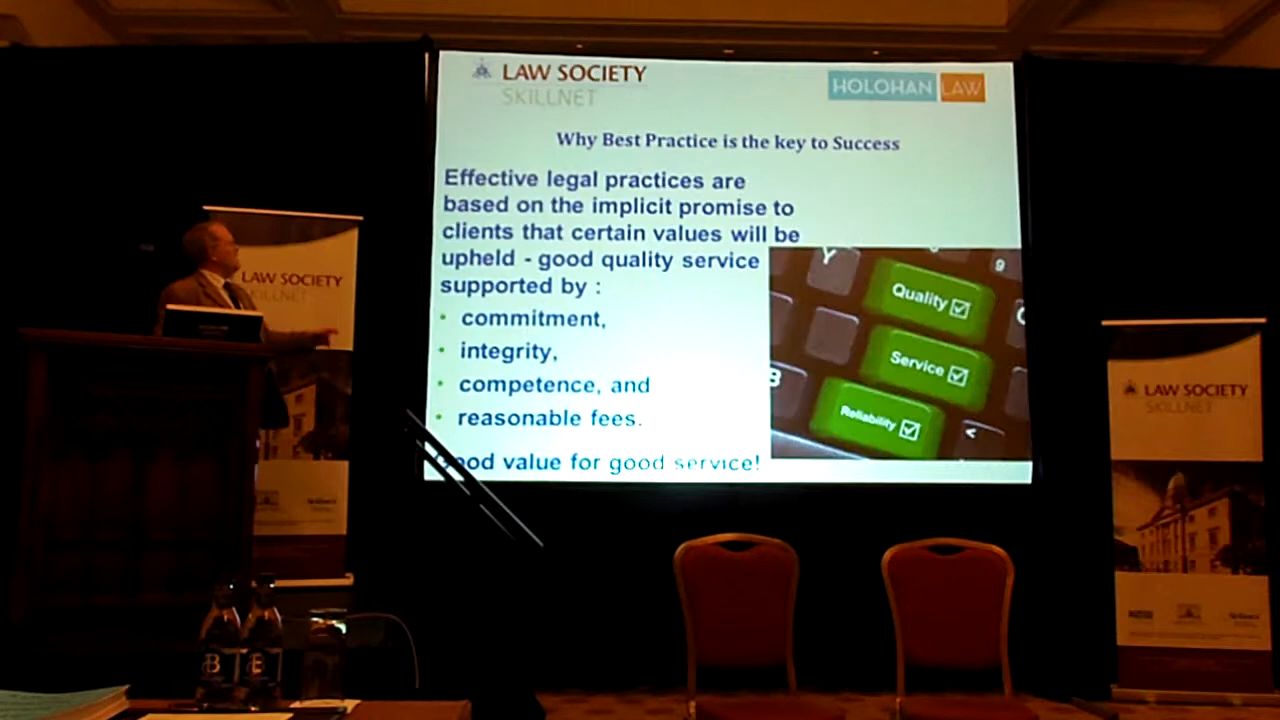 LAW SOCIETY
SKILLNET
HOLOHAN LAW
Why Best Practice is the key to Success
Effective legal practices are
based on the implicit promise to
clients that certain values will be
upheld - good quality service
supported by :
• commitment,
• integrity,
• competence, and
• reasonable fees.
Good value for good service!
Y
9
Quality
Service
B
Reliability
<
LAW SOCIETY
SKILLNET
LAW SOCIETY
SKILLNET
B